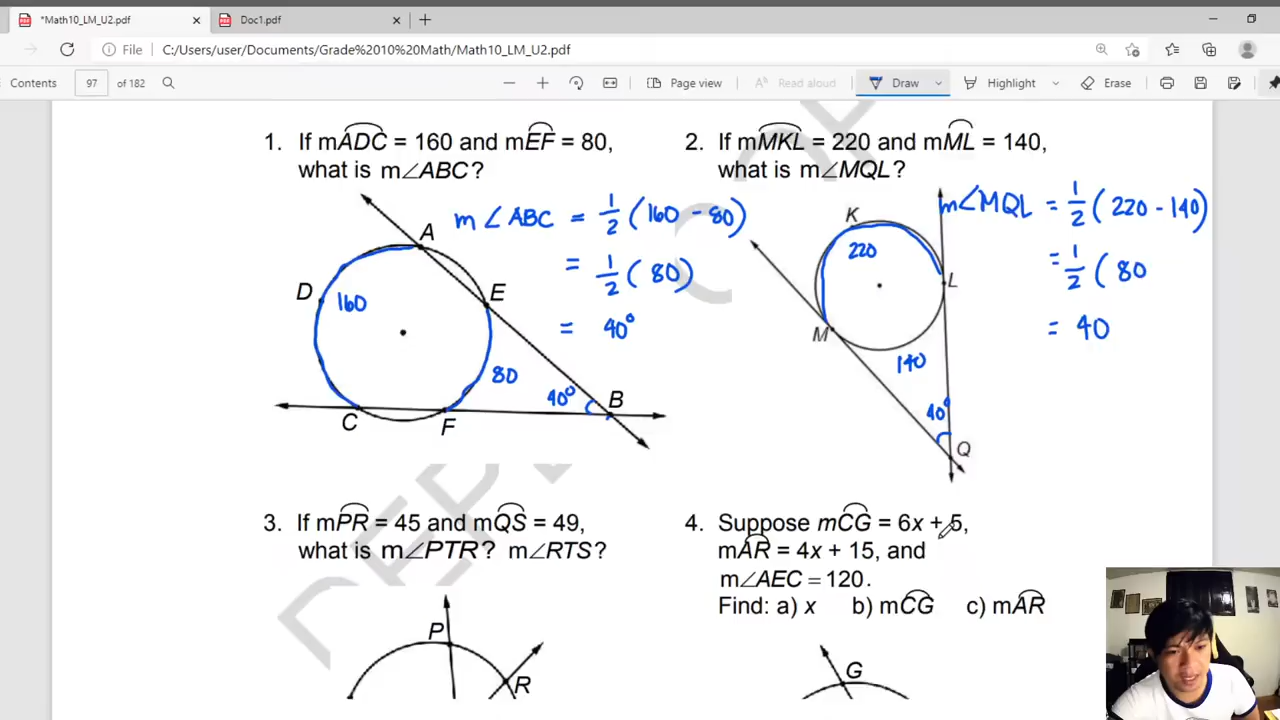 *Math10_LM_U2.pdf
Doc1.pdf
File C:/Users/user/Documents/Grade%2010%20Math/Math10_LM_U2.pdf
Contents 97 of 182 Page view Read aloud Draw Highlight Erase
1. If mADC = 160 and mEF = 80,
what is m∠ABC?
m∠ABC = 1/2 (160 - 80)
= 1/2 (80)
= 40°
A
D
160
E
80
40°
B
C
F
2. If mMKL = 220 and mML = 140,
what is m∠MQL?
m∠MQL = 1/2 (220 - 140)
= 1/2 (80
= 40
K
220
L
M
140
40°
Q
3. If mPR = 45 and mQS = 49,
what is m∠PTR? m∠RTS?
P
R
4. Suppose mCG = 6x + 5,
mAR = 4x + 15, and
m∠AEC = 120.
Find: a) x b) mCG c) mAR
G